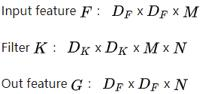 Input feature F : D_F x D_F x M
Filter K : D_K x D_K x M x N
Out feature G : D_F x D_F x N